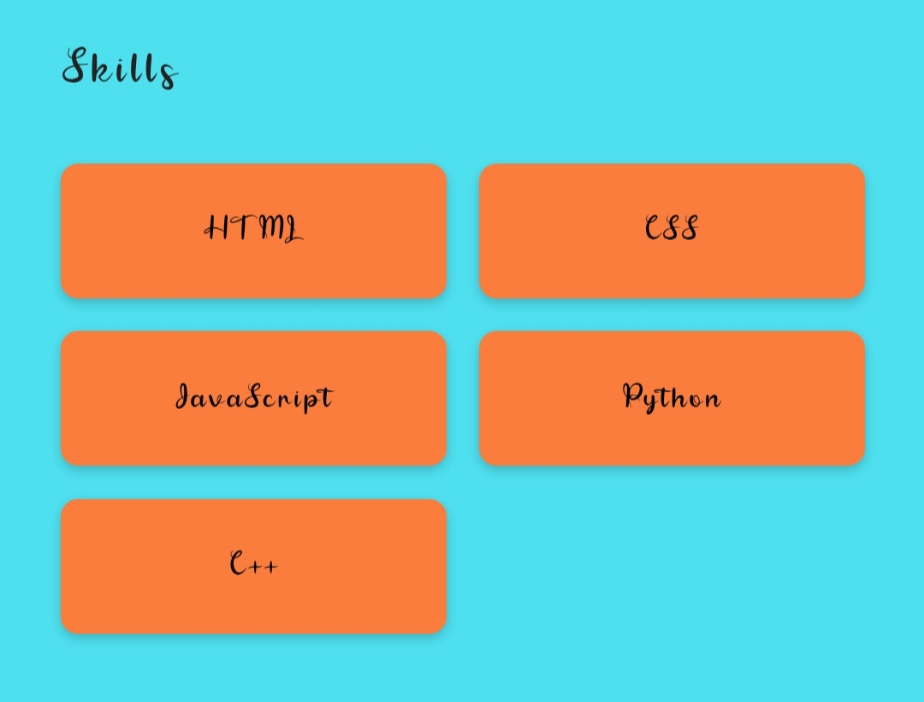 Skills
HTML
CSS
JavaScript
Python
C++